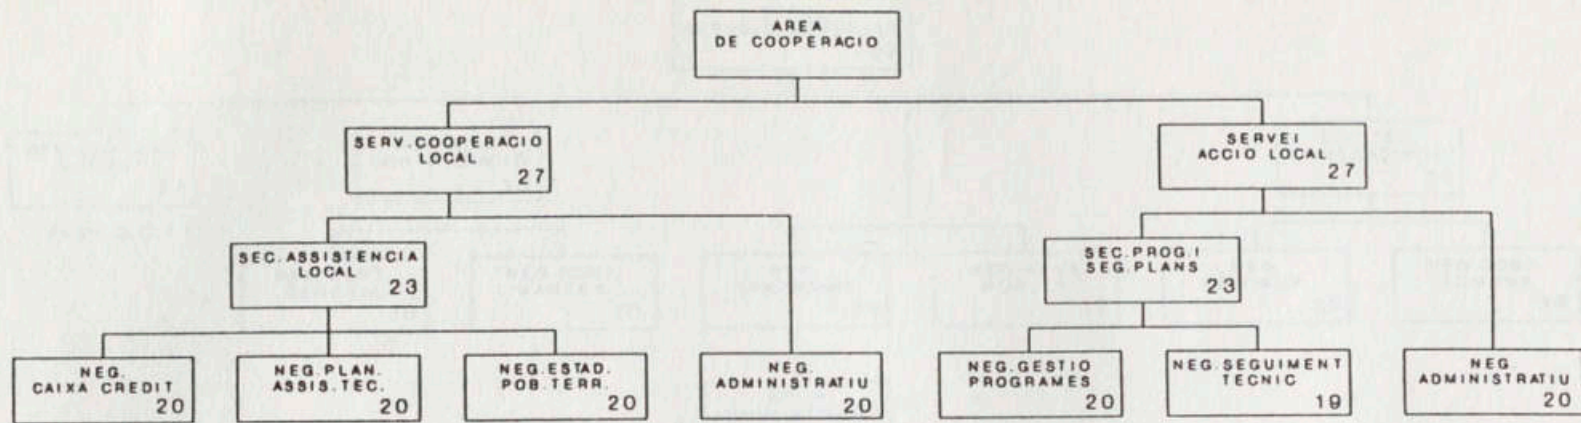 AREA
DE COOPERACIO
SERV.COOPERACIO
LOCAL
27
SERVEI
ACCIO LOCAL
27
SEC.ASSISTENCIA
LOCAL
23
SEC.PROG.I
SEG.PLANS
23
NEG.
CAIXA CREDIT
20
NEG.PLAN.
ASSIS.TEC.
20
NEG.ESTAD.
POB.TERR.
20
NEG.
ADMINISTRATIU
20
NEG.GESTIO
PROGRAMES
20
NEG.SEGUIMENT
TECNIC
19
NEG.
ADMINISTRATIU
20